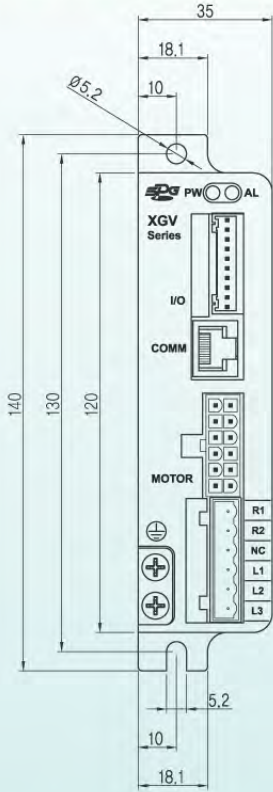 35
18.1
Ø5.2
10
SPG
PW AL
XGV
Series
I/O
COMM
140
130
120
MOTOR
R1
R2
NC
L1
L2
L3
5.2
10
18.1